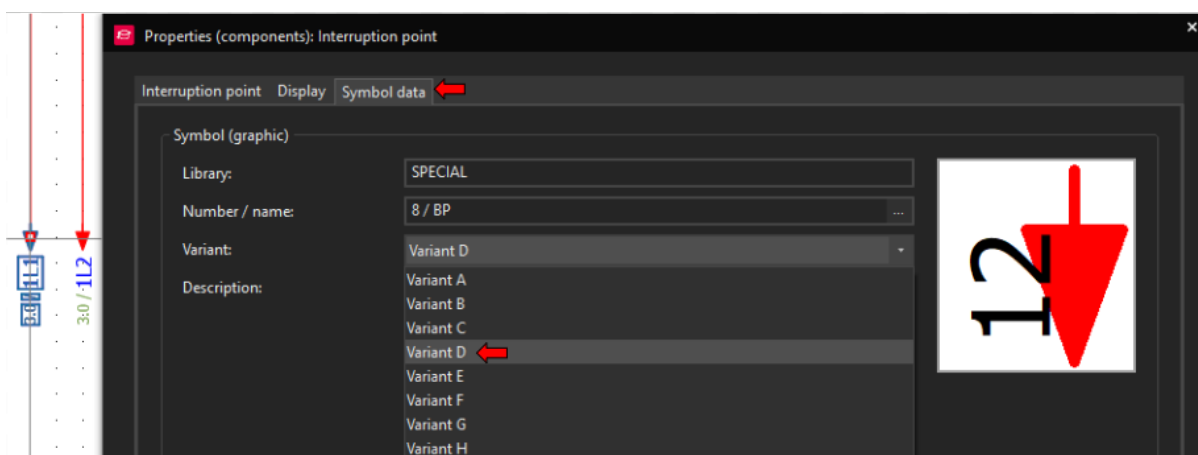 Properties (components): Interruption point
Interruption point Display Symbol data
Symbol (graphic)
Library: SPECIAL
Number / name: 8 / BP ...
Variant: Variant D
Description:
Variant A
Variant B
Variant C
Variant D
Variant E
Variant F
Variant G
Variant H
12
1L1
3:0 / 1L2